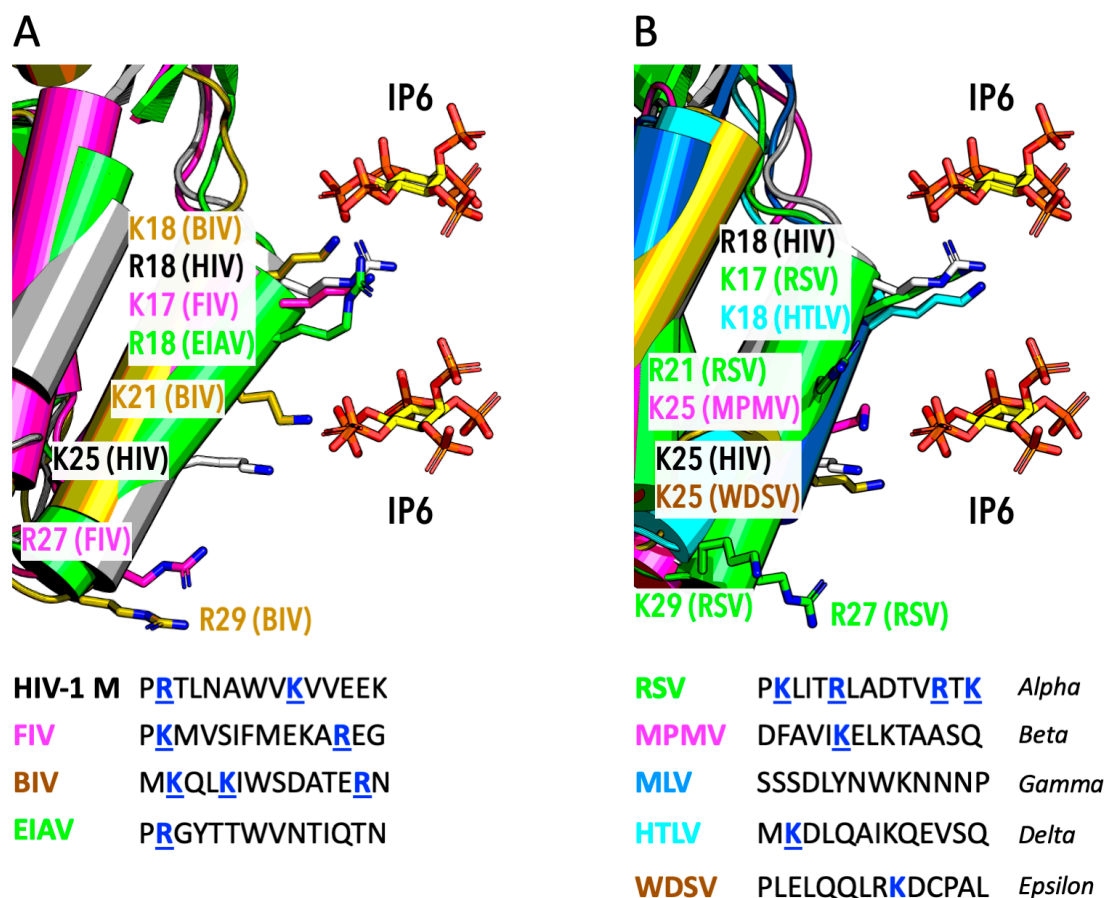 A
IP6
K18 (BIV)
R18 (HIV)
K17 (FIV)
R18 (EIAV)
K21 (BIV)
K25 (HIV)
IP6
R27 (FIV)
R29 (BIV)
HIV-1 M PRTLNAWVKVVEEK
FIV PKMVSIFMEKAREG
BIV MKQLKIWSDATERN
EIAV PRGYTTWVNTIQTN
B
IP6
R18 (HIV)
K17 (RSV)
K18 (HTLV)
R21 (RSV)
K25 (MPMV)
K25 (HIV)
K25 (WDSV)
IP6
K29 (RSV)
R27 (RSV)
RSV PKLITRLADTVRTK Alpha
MPMV DFAVIKELKTAASQ Beta
MLV SSSDLYNWKNNNP Gamma
HTLV MKDLQAIKQEVSQ Delta
WDSV PLELQQLRKDCPAL Epsilon